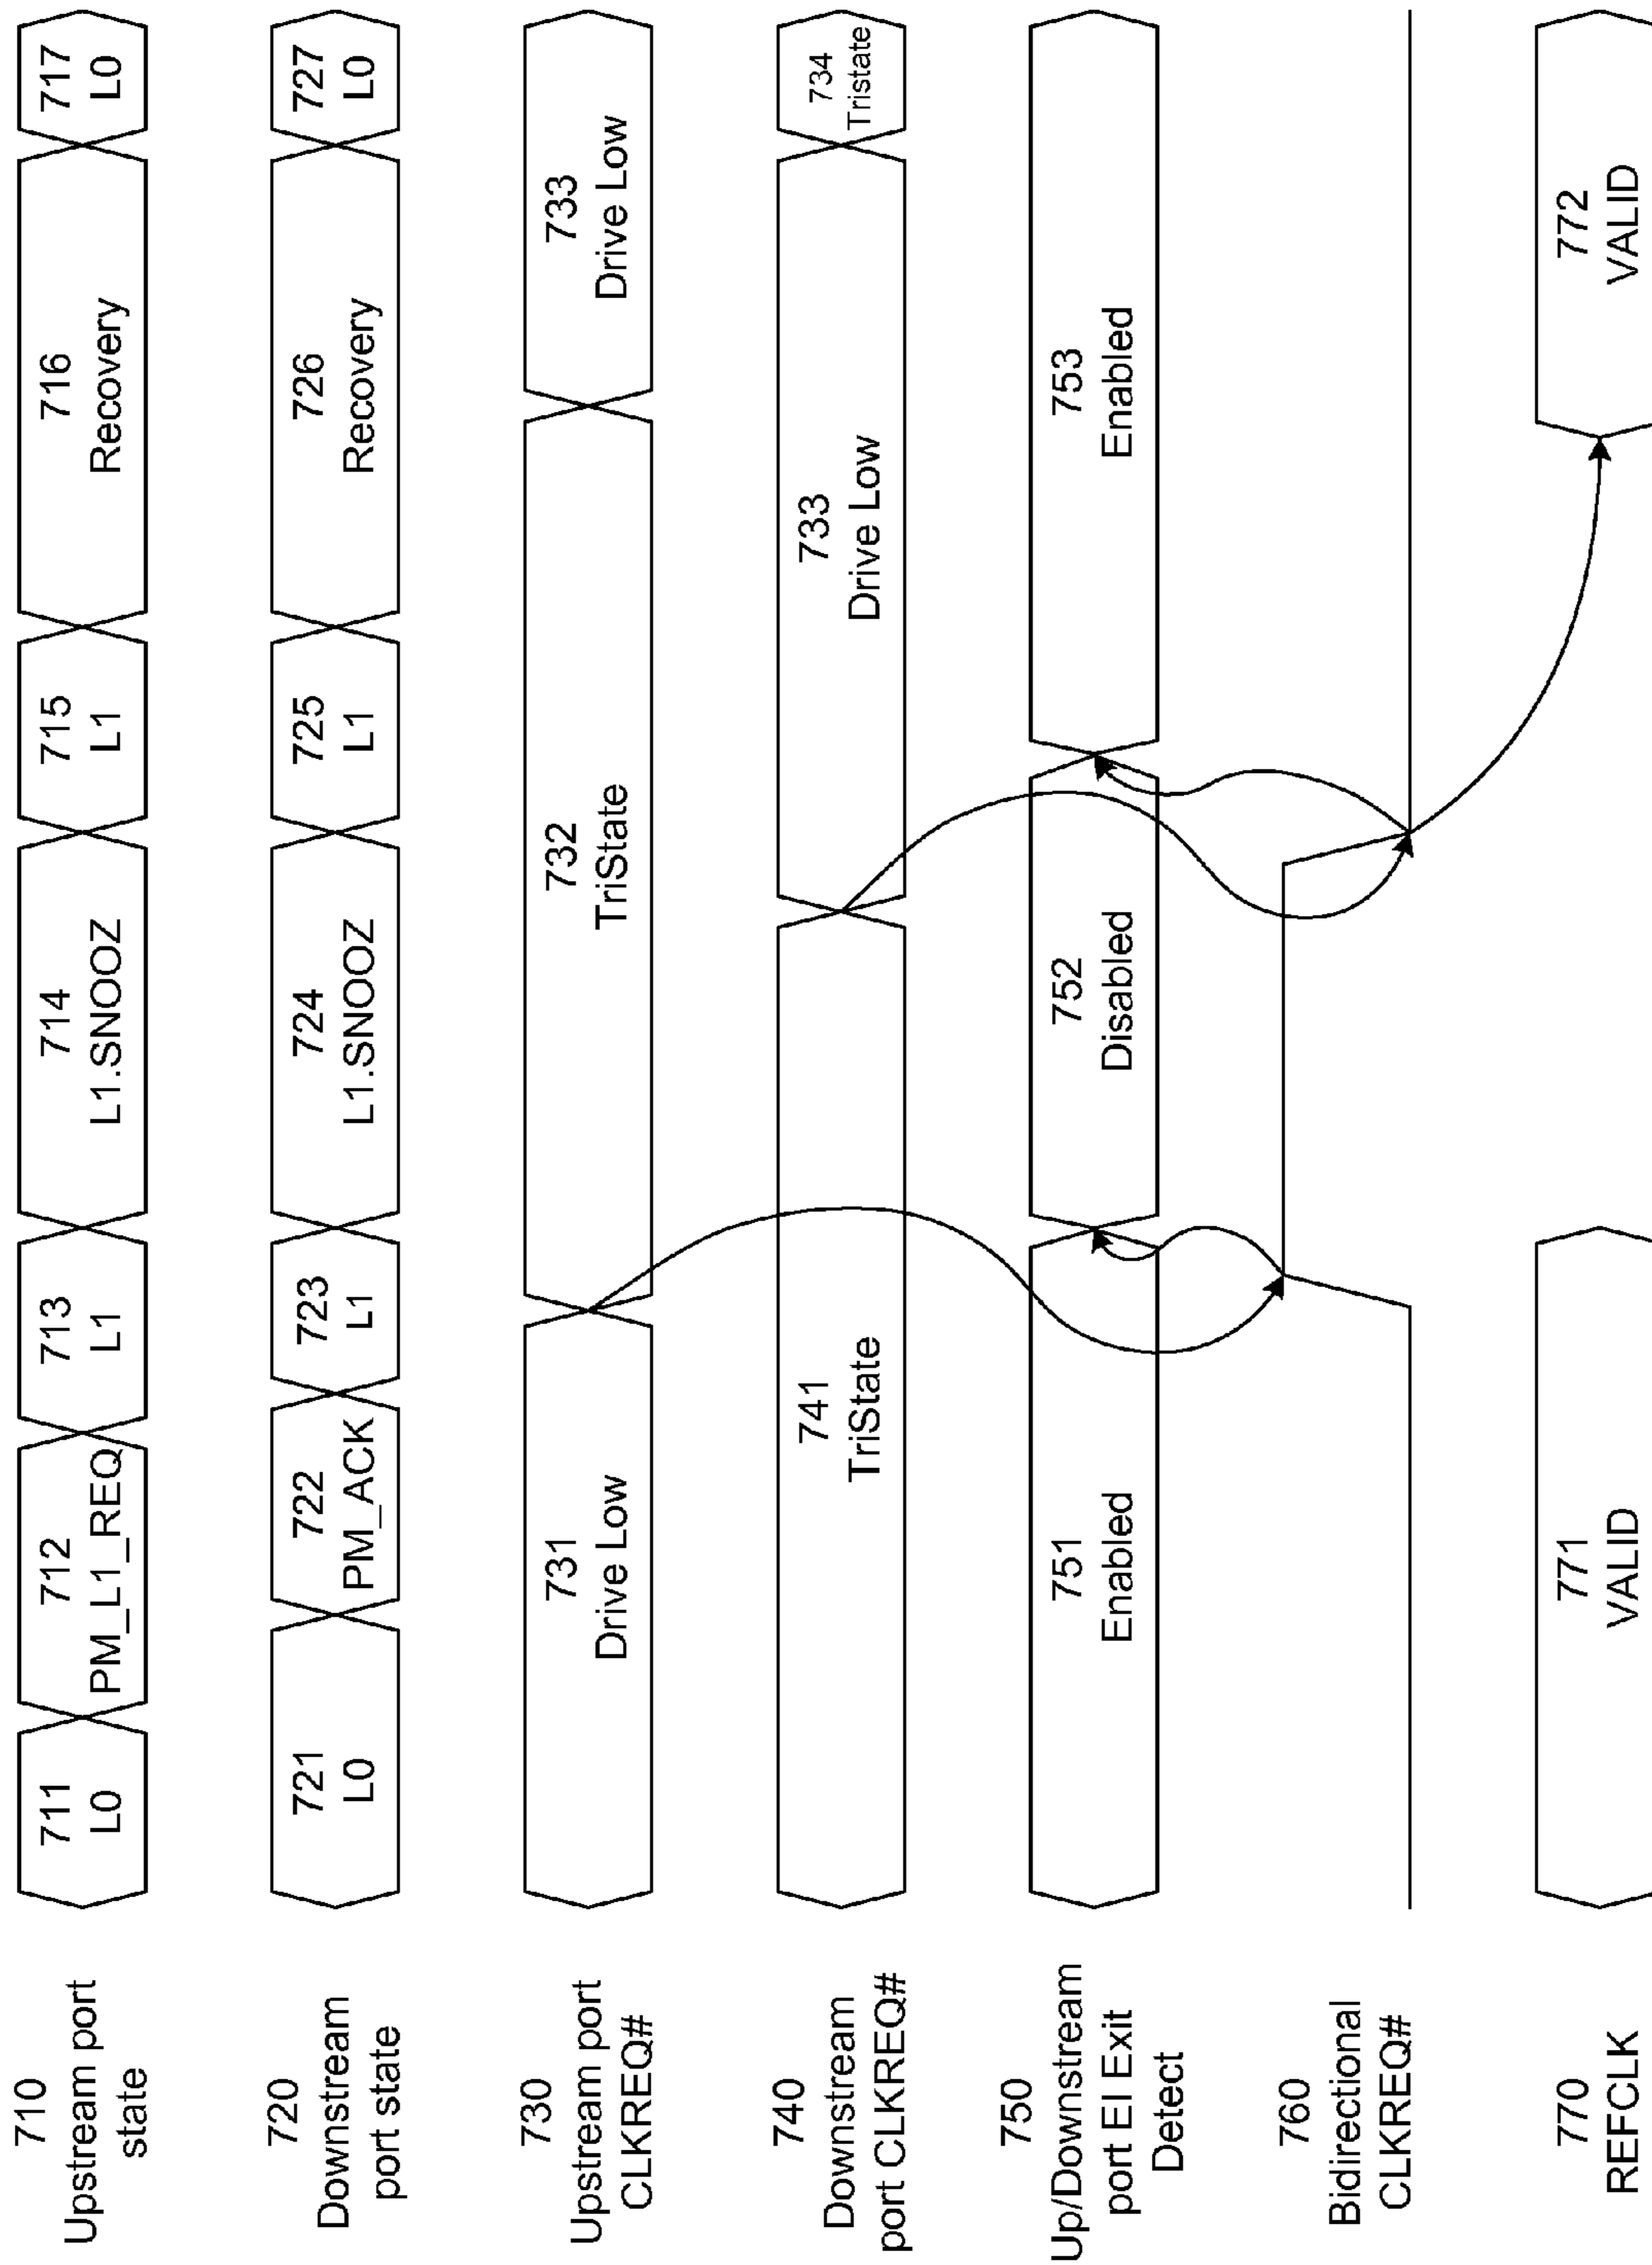 710
Upstream port
state
711
L0
712
PM_L1_REQ
713
L1
714
L1.SNOOZ
715
L1
716
Recovery
717
L0
720
Downstream
port state
721
L0
722
PM_ACK
723
L1
724
L1.SNOOZ
725
L1
726
Recovery
727
L0
730
Upstream port
CLKREQ#
731
Drive Low
732
TriState
733
Drive Low
740
Downstream
port CLKREQ#
741
TriState
733
Drive Low
734
Tristate
750
Up/Downstream
port EI Exit
Detect
751
Enabled
752
Disabled
753
Enabled
760
Bidirectional
CLKREQ#
770
REFCLK
771
VALID
772
VALID